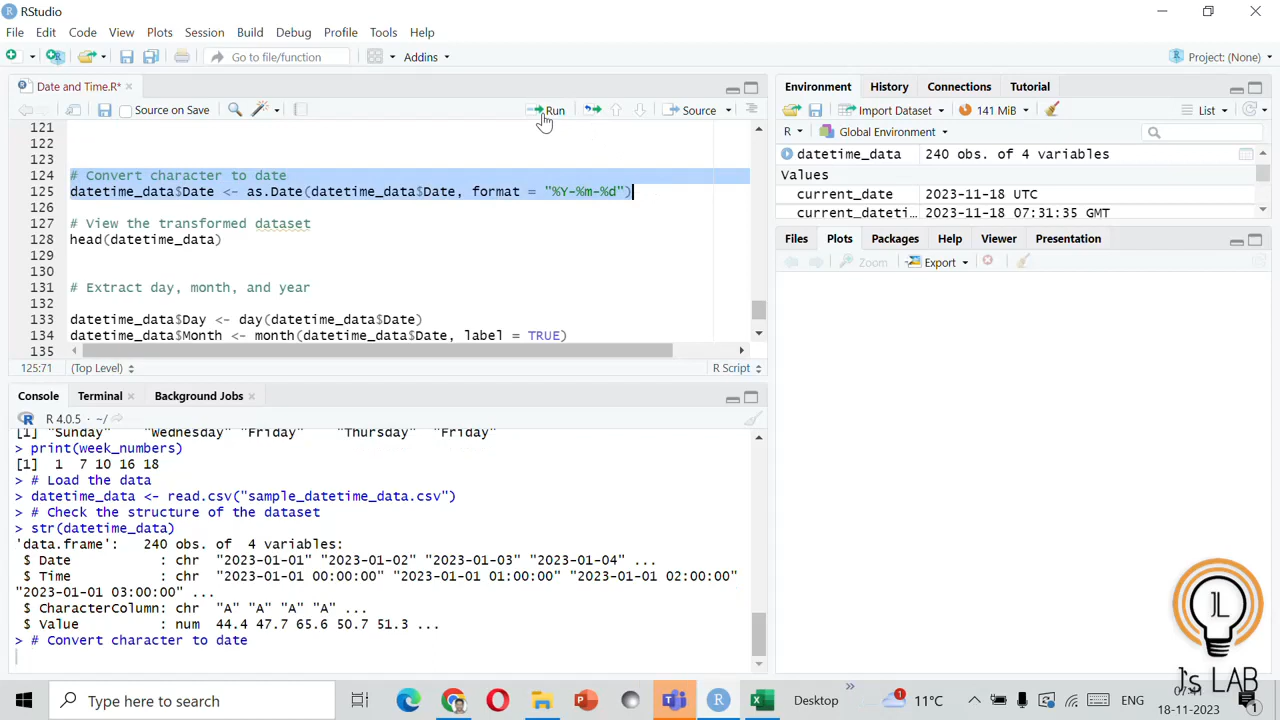 RStudio
File Edit Code View Plots Session Build Debug Profile Tools Help
Go to file/function Addins Project: (None)
Date and Time.R*
Source on Save Run Source
121
122
123
124 # Convert character to date
125 datetime_data$Date <- as.Date(datetime_data$Date, format = "%Y-%m-%d")
126
127 # View the transformed dataset
128 head(datetime_data)
129
130
131 # Extract day, month, and year
132
133 datetime_data$Day <- day(datetime_data$Date)
134 datetime_data$Month <- month(datetime_data$Date, label = TRUE)
135
125:71 (Top Level) R Script
Console Terminal Background Jobs
R 4.0.5 · ~/
[1] "Sunday" "Wednesday" "Friday" "Thursday" "Friday"
> print(week_numbers)
[1] 1 7 10 16 18
> # Load the data
> datetime_data <- read.csv("sample_datetime_data.csv")
> # Check the structure of the dataset
> str(datetime_data)
'data.frame': 240 obs. of 4 variables:
$ Date : chr "2023-01-01" "2023-01-02" "2023-01-03" "2023-01-04" ...
$ Time : chr "2023-01-01 00:00:00" "2023-01-01 01:00:00" "2023-01-01 02:00:00"
"2023-01-01 03:00:00" ...
$ CharacterColumn: chr "A" "A" "A" "A" ...
$ Value : num 44.4 47.7 65.6 50.7 51.3 ...
> # Convert character to date
Environment History Connections Tutorial
Import Dataset 141 MiB List
R Global Environment
datetime_data 240 obs. of 4 variables
Values
current_date 2023-11-18 UTC
current_dateti… 2023-11-18 07:31:35 GMT
Files Plots Packages Help Viewer Presentation
Zoom Export
JL
J's LAB
Type here to search
Desktop
1
11°C
ENG
07:41
18-11-2023
1